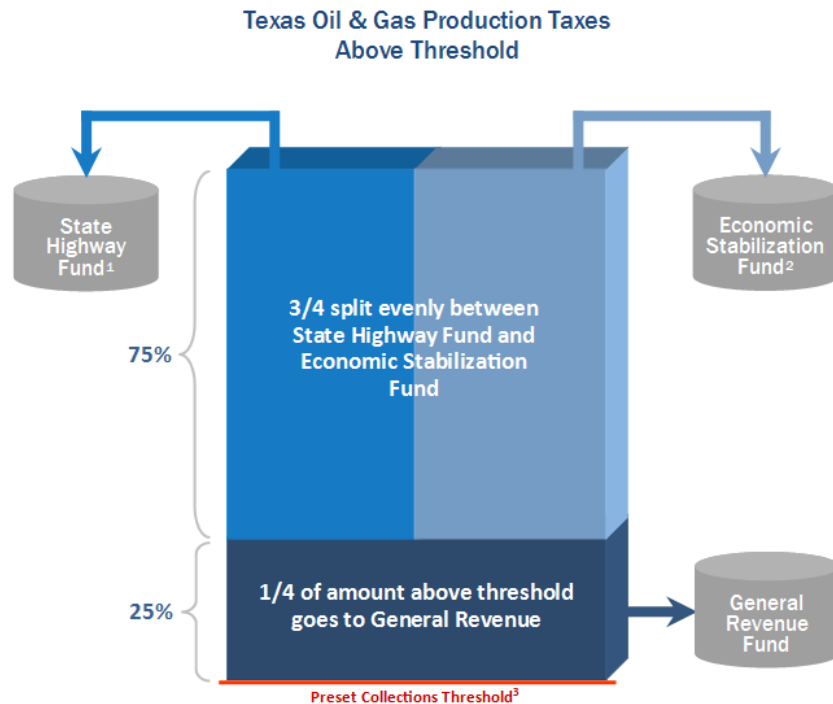 Texas Oil & Gas Production Taxes
Above Threshold
State
Highway
Fund¹
Economic
Stabilization
Fund²
3/4 split evenly between
State Highway Fund and
Economic Stabilization
Fund
75%
1/4 of amount above threshold
goes to General Revenue
25%
General
Revenue
Fund
Preset Collections Threshold³